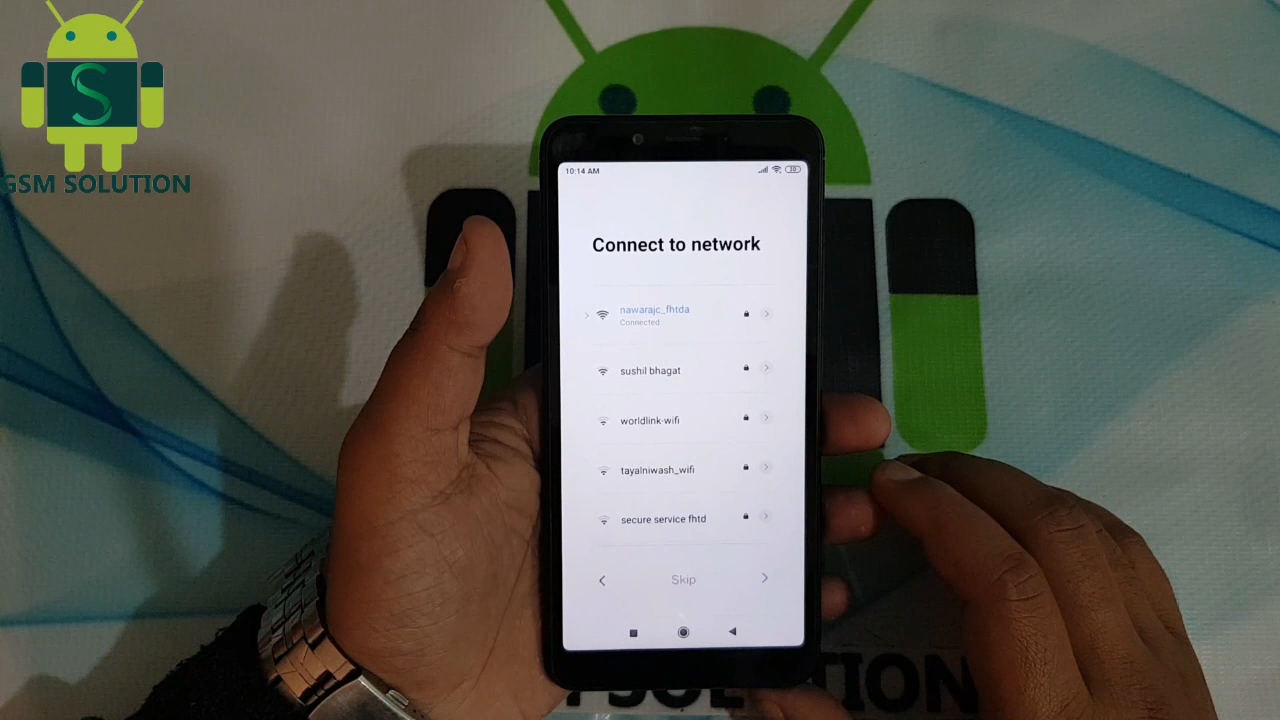 S
GSM SOLUTION
10:14 AM
Connect to network
nawarajc_fhtda
Connected
sushil bhagat
worldlink-wifi
tayalniwash_wifi
secure service fhtd
Skip